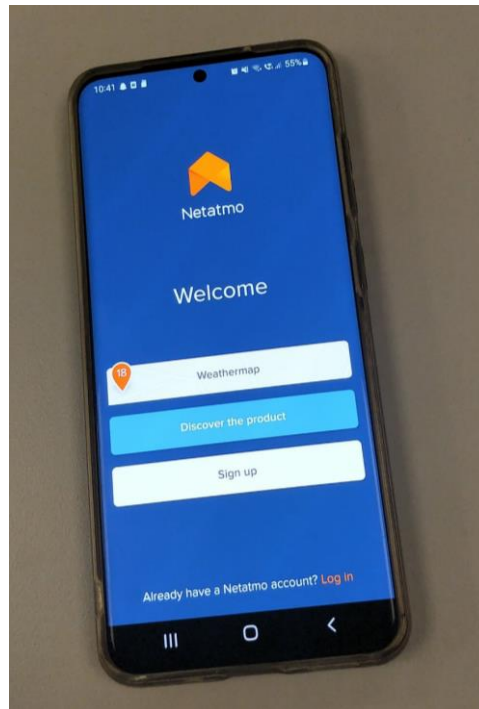 10:41
55%
Netatmo
Welcome
18
Weathermap
Discover the product
Sign up
Already have a Netatmo account? Log in